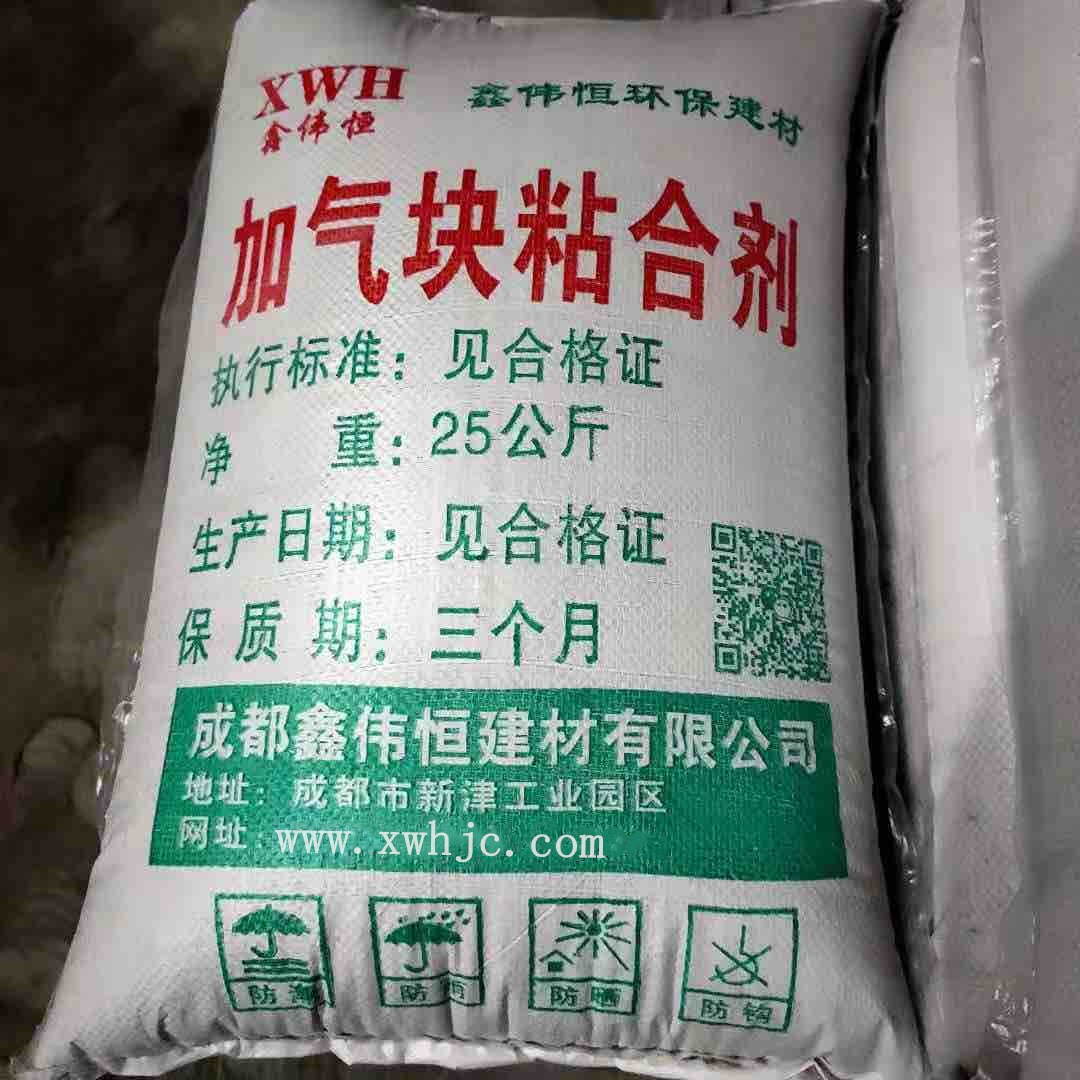 XWH
鑫伟恒
鑫伟恒环保建材
加气块粘合剂
执行标准：见合格证
净 重：25公斤
生产日期：见合格证
保质期：三个月
成都鑫伟恒建材有限公司
地址：成都市新津工业园区
网址：www.xwhjc.com
防潮 防雨 防晒 防钩